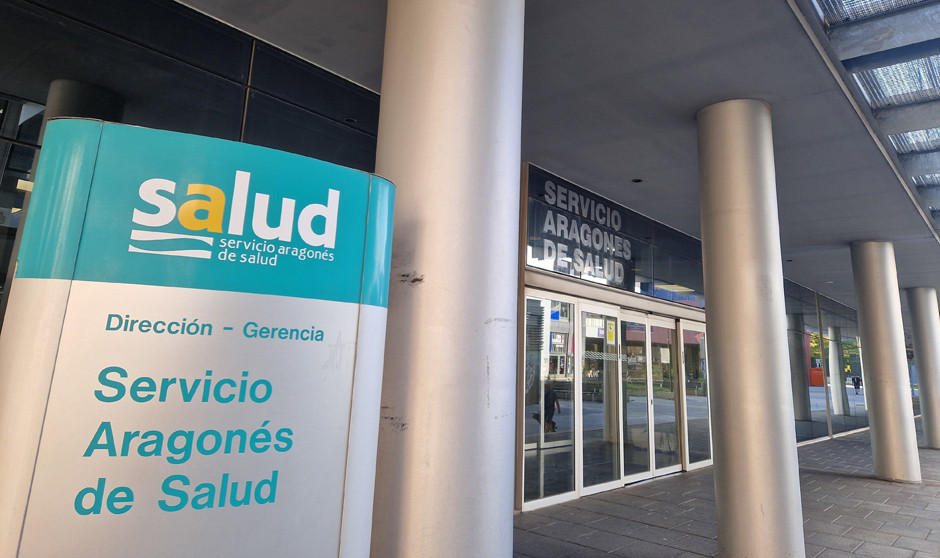 salud
servicio aragonés
de salud
Dirección - Gerencia
Servicio
Aragonés
de Salud
SERVICIO
ARAGONES
DE SALUD